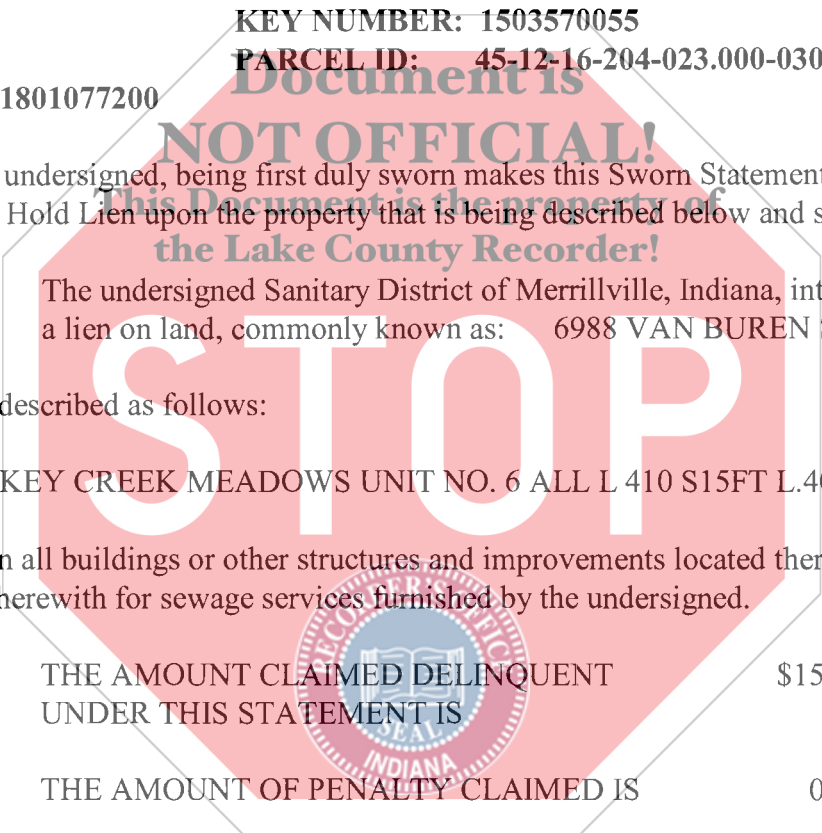 KEY NUMBER: 1503570055
PARCEL ID: 45-12-16-204-023.000-030
Document is
1801077200
NOT OFFICIAL!
undersigned, being first duly sworn makes this Sworn Statement
This Document is the property of
Hold Lien upon the property that is being described below and s
the Lake County Recorder!
The undersigned Sanitary District of Merrillville, Indiana, int
a lien on land, commonly known as: 6988 VAN BUREN
STOP
described as follows:
KEY CREEK MEADOWS UNIT NO. 6 ALL L 410 S15FT L.4
n all buildings or other structures and improvements located ther
herewith for sewage services furnished by the undersigned.
RECORDER'S OFFICE
THE AMOUNT CLAIMED DELINQUENT $15
UNDER THIS STATEMENT IS
SEAL
INDIANA
THE AMOUNT OF PENALTY CLAIMED IS 0